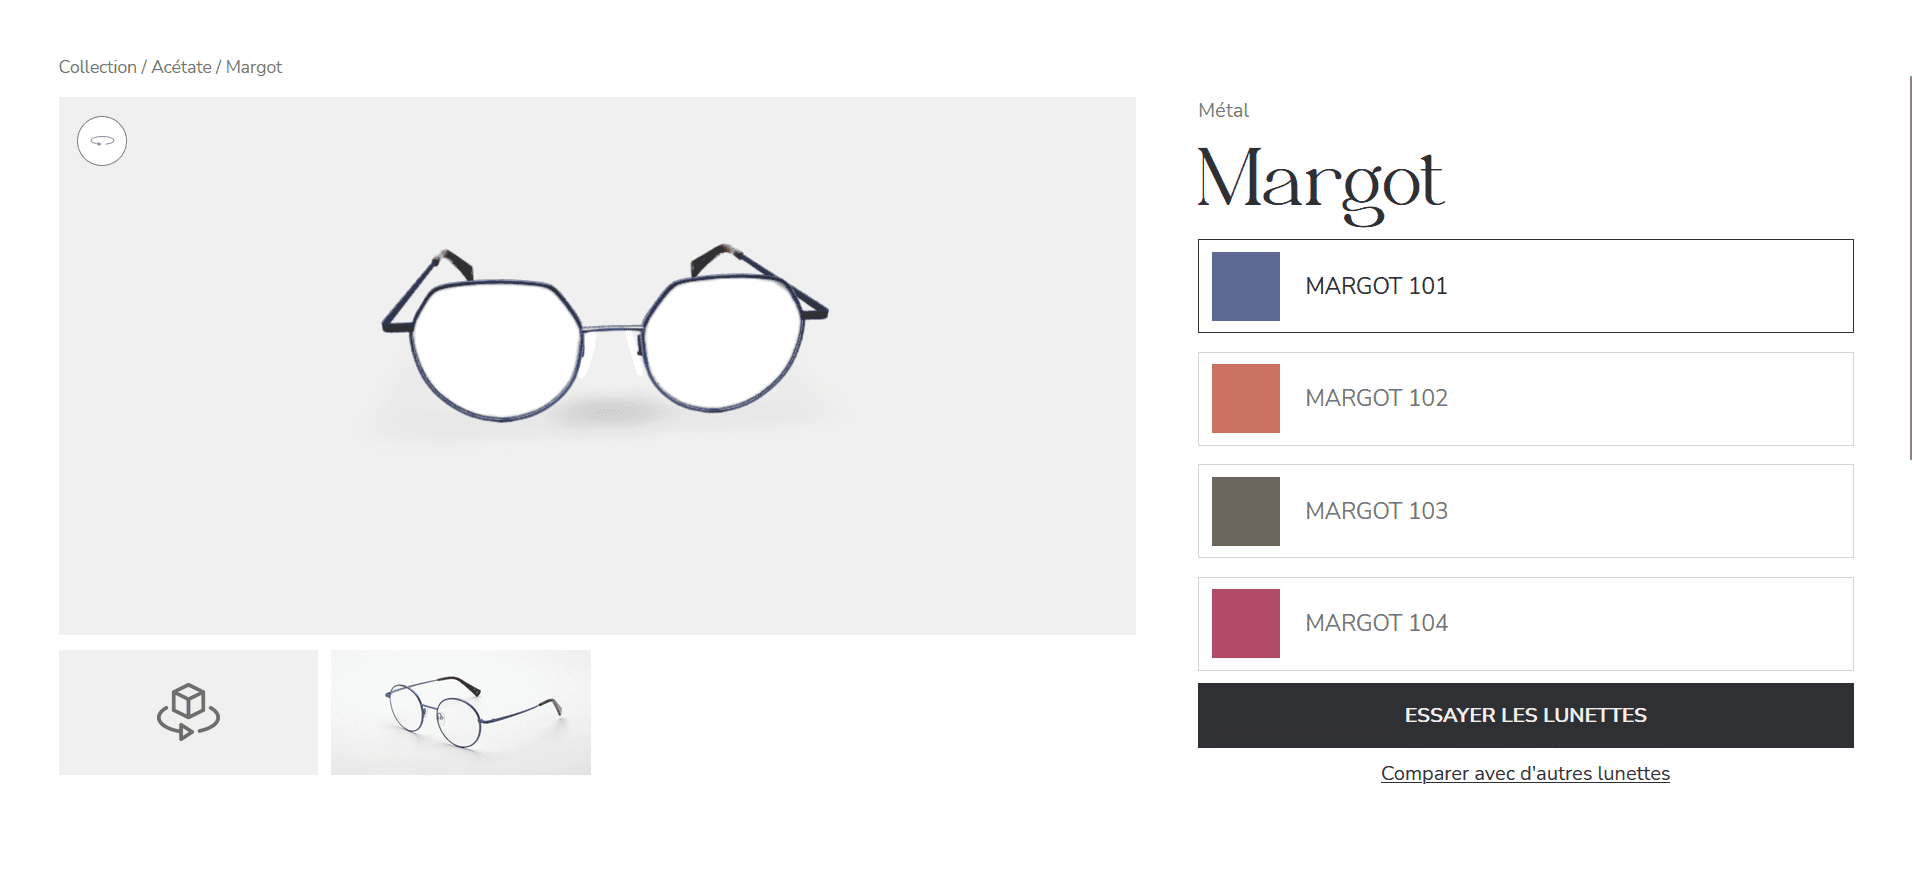 Collection / Acétate / Margot
Métal
Margot
MARGOT 101
MARGOT 102
MARGOT 103
MARGOT 104
ESSAYER LES LUNETTES
Comparer avec d'autres lunettes